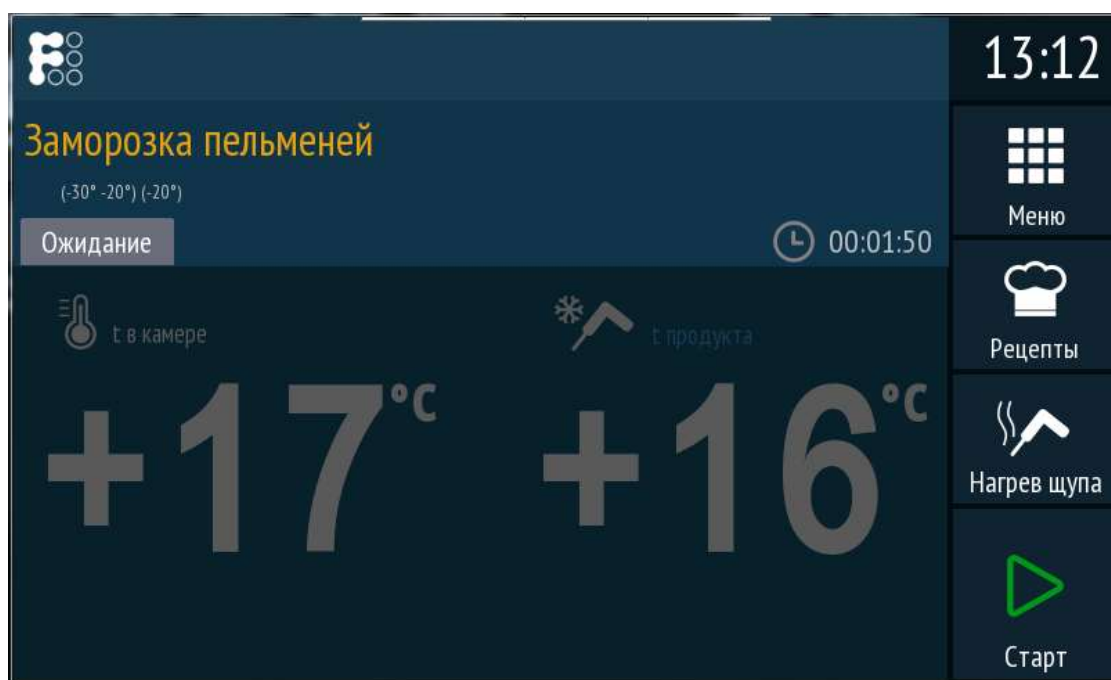 13:12
Заморозка пельменей
(-30° -20°) (-20°)
Ожидание
00:01:50
t в камере
t продукта
+17°C
+16°C
Меню
Рецепты
Нагрев щупа
Старт